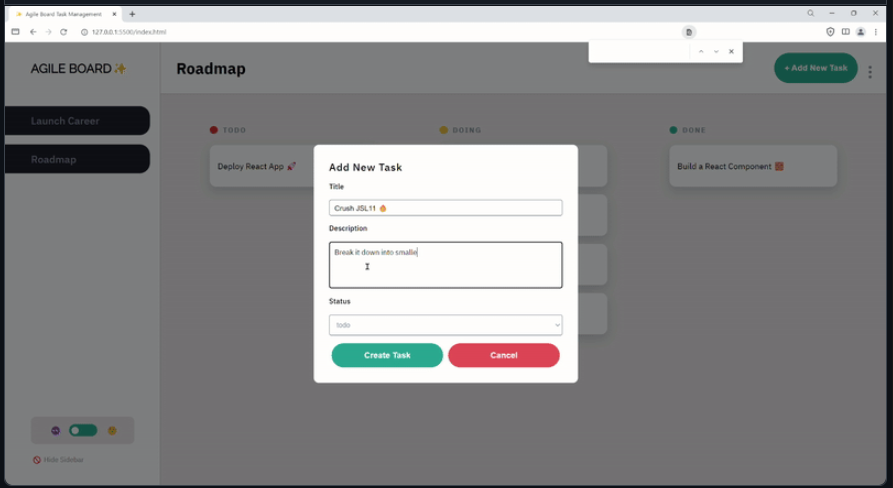 Agile Board Task Management
127.0.0.1:5500/index.html
AGILE BOARD✨
Roadmap
+ Add New Task
Launch Career
Roadmap
TODO
DOING
DONE
Deploy React App 🚀
Build a React Component 🧱
Add New Task
Title
Crush JSL11 🔥
Description
Break it down into smalle
Status
todo
Create Task
Cancel
Hide Sidebar